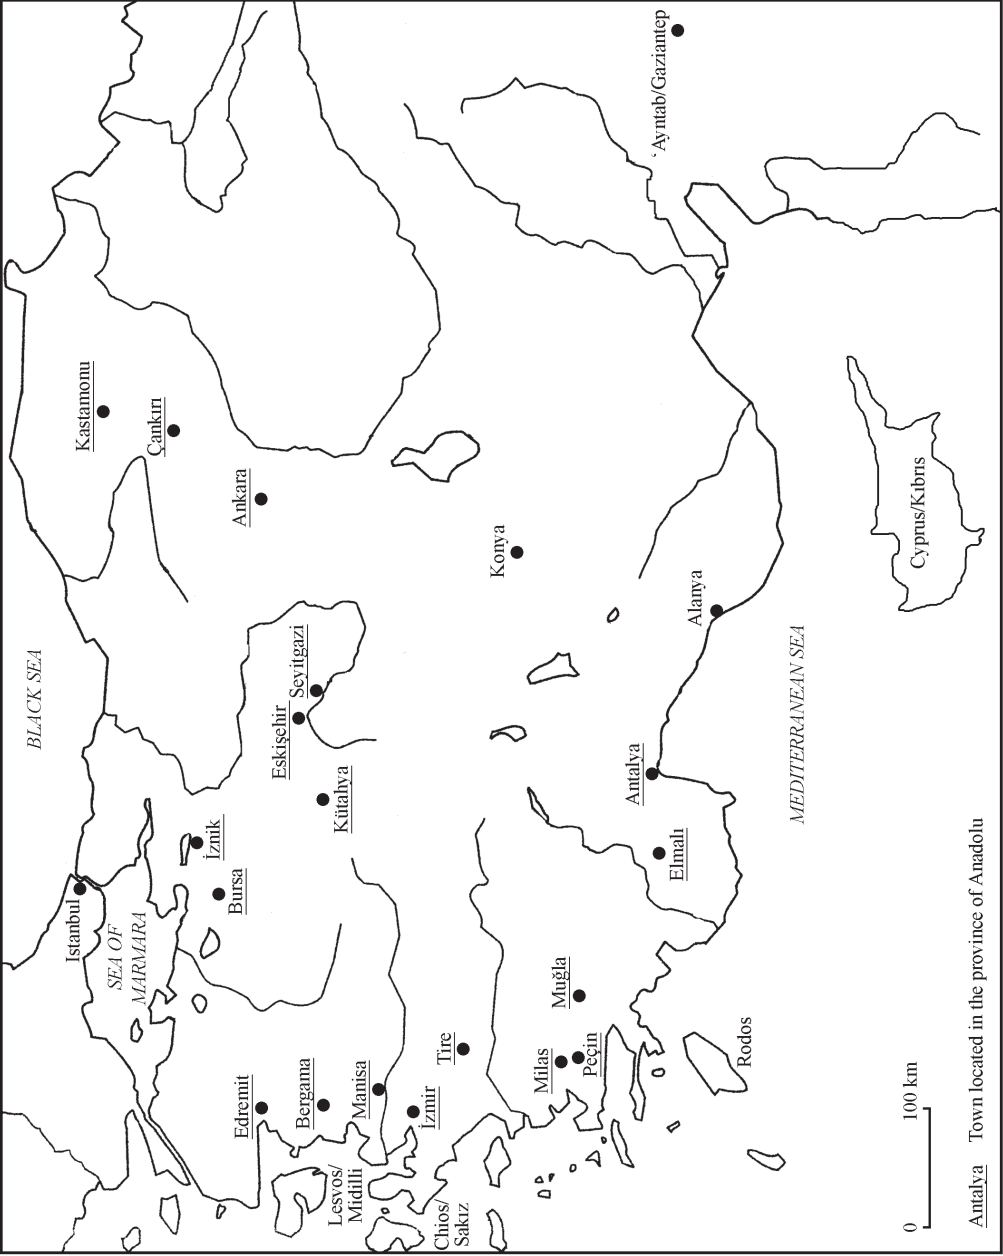 BLACK SEA
Kastamonu
Çankırı
Ankara
Istanbul
SEA OF
MARMARA
İznik
Bursa
Eskişehir
Seyitgazi
Kütahya
Edremit
Bergama
Manisa
İzmir
Tire
Lesvos/
Midilli
Chios/
Sakız
Konya
‘Ayntab/Gaziantep
Milas
Peçin
Muğla
Elmalı
Antalya
Alanya
Rodos
MEDITERRANEAN SEA
Cyprus/Kıbrıs
0 100 km
Antalya Town located in the province of Anadolu